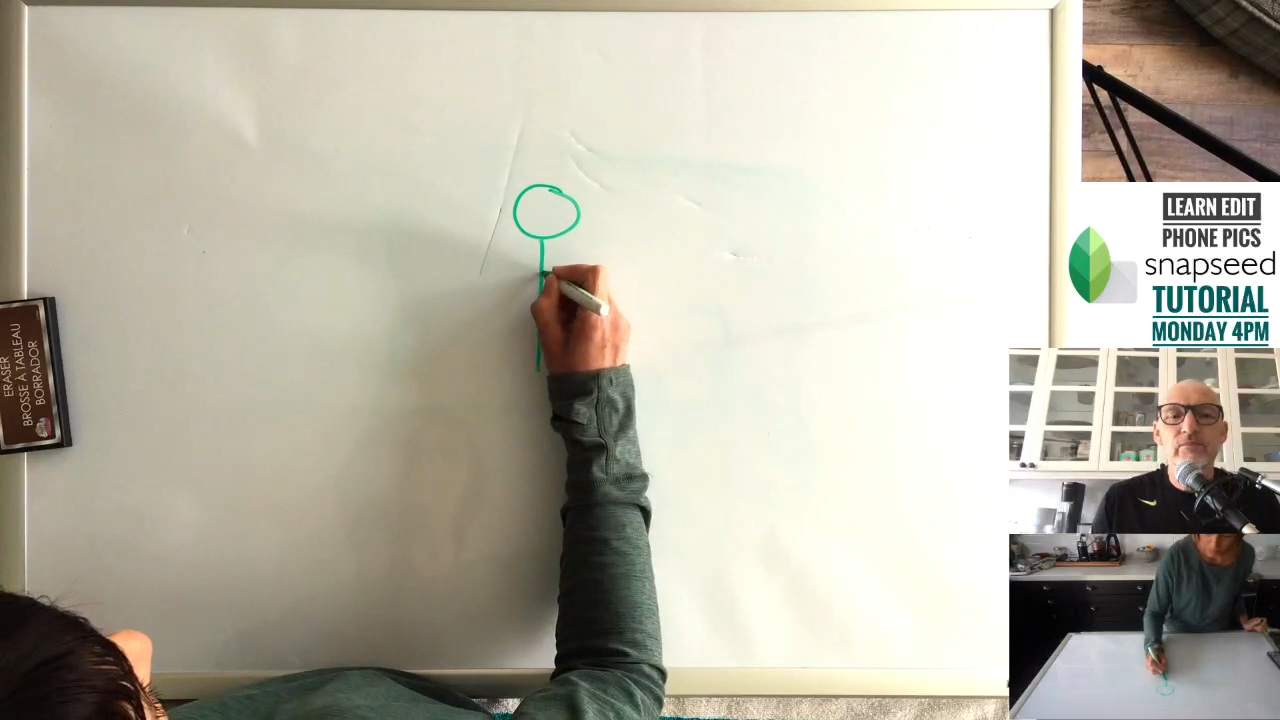 ERASER
BROSSE À TABLEAU
BORRADOR
LEARN EDIT
PHONE PICS
snapseed
TUTORIAL
MONDAY 4PM